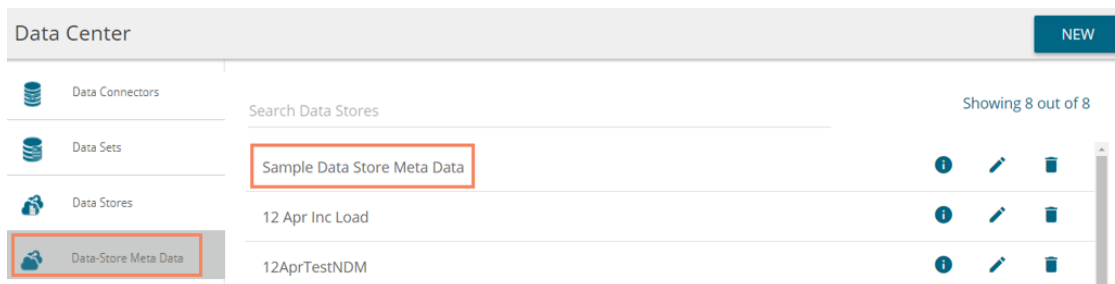 Data Center
NEW
Data Connectors
Data Sets
Data Stores
Data-Store Meta Data
Search Data Stores
Showing 8 out of 8
Sample Data Store Meta Data
12 Apr Inc Load
12AprTestNDM